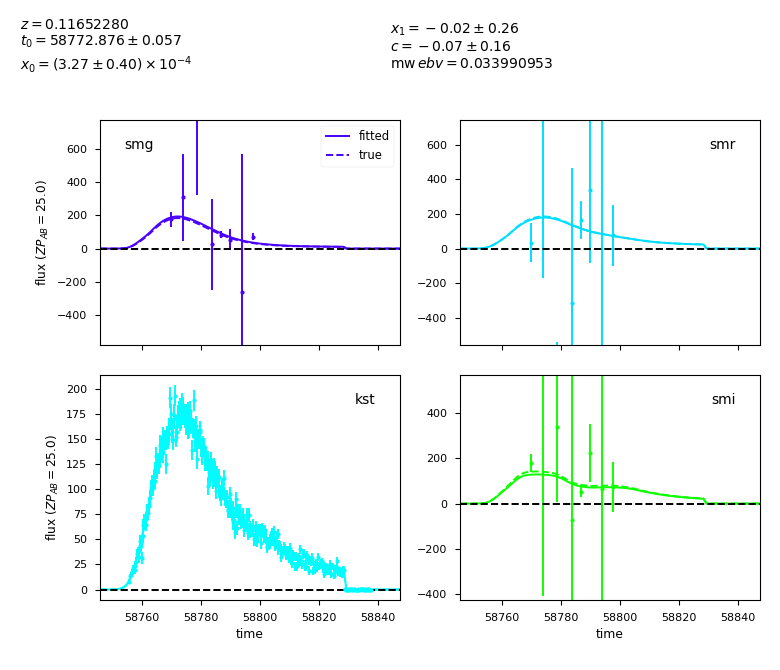 z = 0.11652280
t₀ = 58772.876 ± 0.057
x₀ = (3.27 ± 0.40) × 10⁻⁴
x₁ = −0.02 ± 0.26
c = −0.07 ± 0.16
mw ebv = 0.033990953
smg
fitted
true
600
400
200
0
−200
−400
flux (ZP_AB = 25.0)
smr
600
400
200
0
−200
−400
kst
200
175
150
125
100
75
50
25
0
flux (ZP_AB = 25.0)
58760 58780 58800 58820 58840
time
smi
400
200
0
−200
−400
58760 58780 58800 58820 58840
time